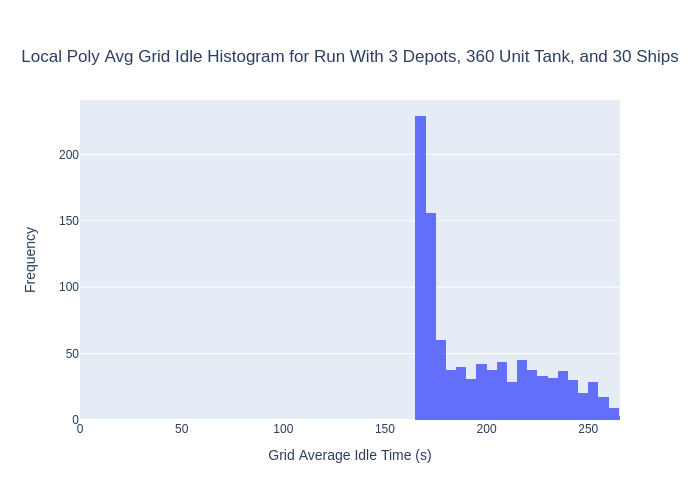 Local Poly Avg Grid Idle Histogram for Run With 3 Depots, 360 Unit Tank, and 30 Ships
200
150
100
50
0
Frequency
0 50 100 150 200 250
Grid Average Idle Time (s)